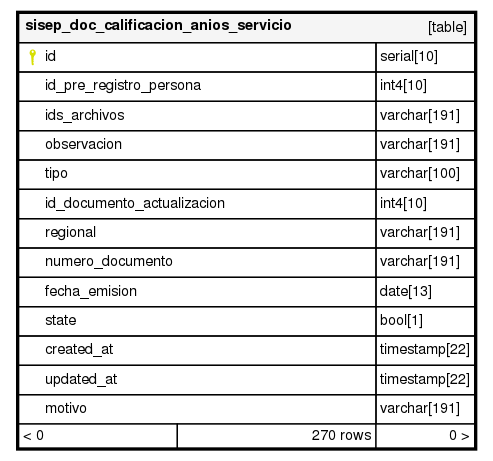 sisep_doc_calificacion_anios_servicio [table]
id serial[10]
id_pre_registro_persona int4[10]
ids_archivos varchar[191]
observacion varchar[191]
tipo varchar[100]
id_documento_actualizacion int4[10]
regional varchar[191]
numero_documento varchar[191]
fecha_emision date[13]
state bool[1]
created_at timestamp[22]
updated_at timestamp[22]
motivo varchar[191]
< 0 270 rows 0 >